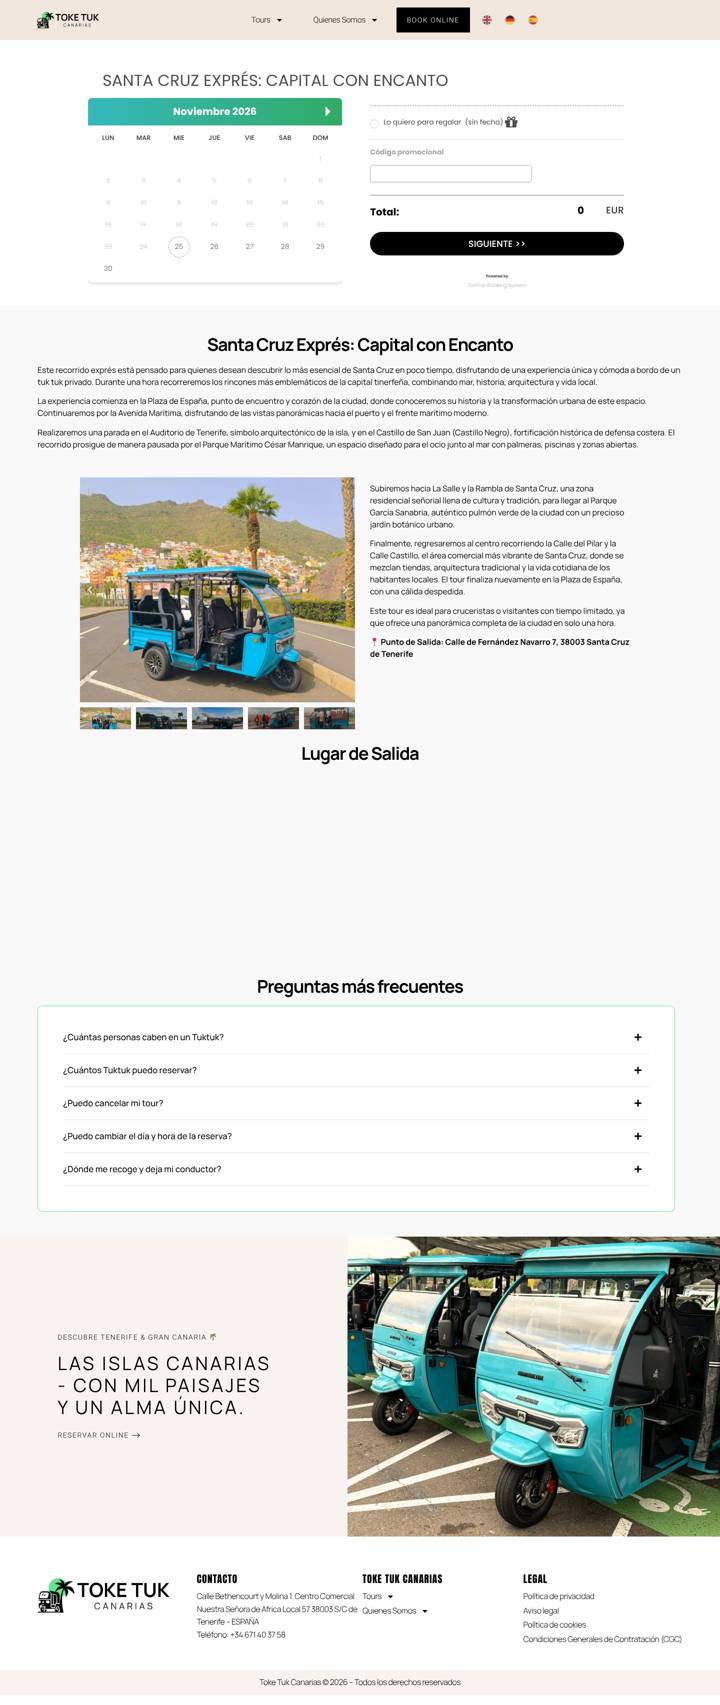 TOKE TUK
CANARIAS
Tours
Quienes Somos
BOOK ONLINE
SANTA CRUZ EXPRÉS: CAPITAL CON ENCANTO
Noviembre 2026
LUN MAR MIE JUE VIE SAB DOM
1
2 3 4 5 6 7 8
9 10 11 12 13 14 15
16 17 18 19 20 21 22
23 24 25 26 27 28 29
30
Lo quiero para regalar (sin fecha)
Código promocional
Total: 0 EUR
SIGUIENTE >>
Powered by
TuriTop Booking System
Santa Cruz Exprés: Capital con Encanto
Este recorrido exprés está pensado para quienes desean descubrir lo más esencial de Santa Cruz en poco tiempo, disfrutando de una experiencia única y cómoda a bordo de un
tuk tuk privado. Durante una hora recorreremos los rincones más emblemáticos de la capital tinerfeña, combinando mar, historia, arquitectura y vida local.
La experiencia comienza en la Plaza de España, punto de encuentro y corazón de la ciudad, donde conoceremos su historia y la transformación urbana de este espacio.
Continuaremos por la Avenida Marítima, disfrutando de las vistas panorámicas hacia el puerto y el frente marítimo moderno.
Realizaremos una parada en el Auditorio de Tenerife, símbolo arquitectónico de la isla, y en el Castillo de San Juan (Castillo Negro), fortificación histórica de defensa costera. El
recorrido prosigue de manera pausada por el Parque Marítimo César Manrique, un espacio diseñado para el ocio junto al mar con palmeras, piscinas y zonas abiertas.
Subiremos hacia La Salle y la Rambla de Santa Cruz, una zona
residencial señorial llena de cultura y tradición, para llegar al Parque
García Sanabria, auténtico pulmón verde de la ciudad con un precioso
jardín botánico urbano.
Finalmente, regresaremos al centro recorriendo la Calle del Pilar y la
Calle Castillo, el área comercial más vibrante de Santa Cruz, donde se
mezclan tiendas, arquitectura tradicional y la vida cotidiana de los
habitantes locales. El tour finaliza nuevamente en la Plaza de España,
con una cálida despedida.
Este tour es ideal para cruceristas o visitantes con tiempo limitado, ya
que ofrece una panorámica completa de la ciudad en solo una hora.
📍 Punto de Salida: Calle de Fernández Navarro 7, 38003 Santa Cruz
de Tenerife
Lugar de Salida
Preguntas más frecuentes
¿Cuántas personas caben en un Tuktuk?
¿Cuántos Tuktuk puedo reservar?
¿Puedo cancelar mi tour?
¿Puedo cambiar el día y hora de la reserva?
¿Dónde me recoge y deja mi conductor?
DESCUBRE TENERIFE & GRAN CANARIA 🌴
LAS ISLAS CANARIAS
- CON MIL PAISAJES
Y UN ALMA ÚNICA.
RESERVAR ONLINE →
TOKE TUK
CANARIAS
CONTACTO
Calle Bethencourt y Molina 1. Centro Comercial
Nuestra Señora de Africa Local 57 38003 S/C de
Tenerife – ESPAÑA
Teléfono: +34 671 40 37 58
TOKE TUK CANARIAS
Tours
Quienes Somos
LEGAL
Política de privacidad
Aviso legal
Política de cookies
Condiciones Generales de Contratación (CGC)
Toke Tuk Canarias © 2026 – Todos los derechos reservados